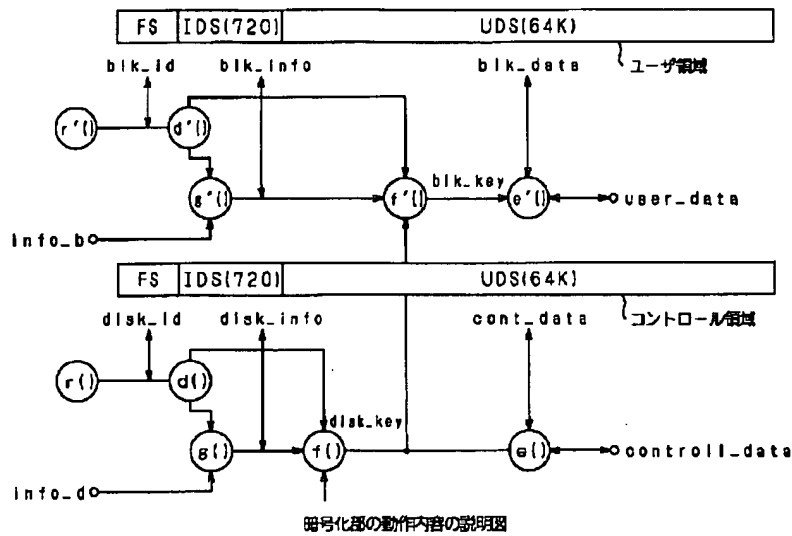 FS IDS(720) UDS(64K)
ユーザ領域
blk_id blk_info blk_data
r'() d'()
g'() f'() blk_key e'() user_data
info_b
FS IDS(720) UDS(64K)
コントロール領域
disk_id disk_info cont_data
r() d()
disk_key
g() f() e() controll_data
info_d
暗号化部の動作内容の説明図